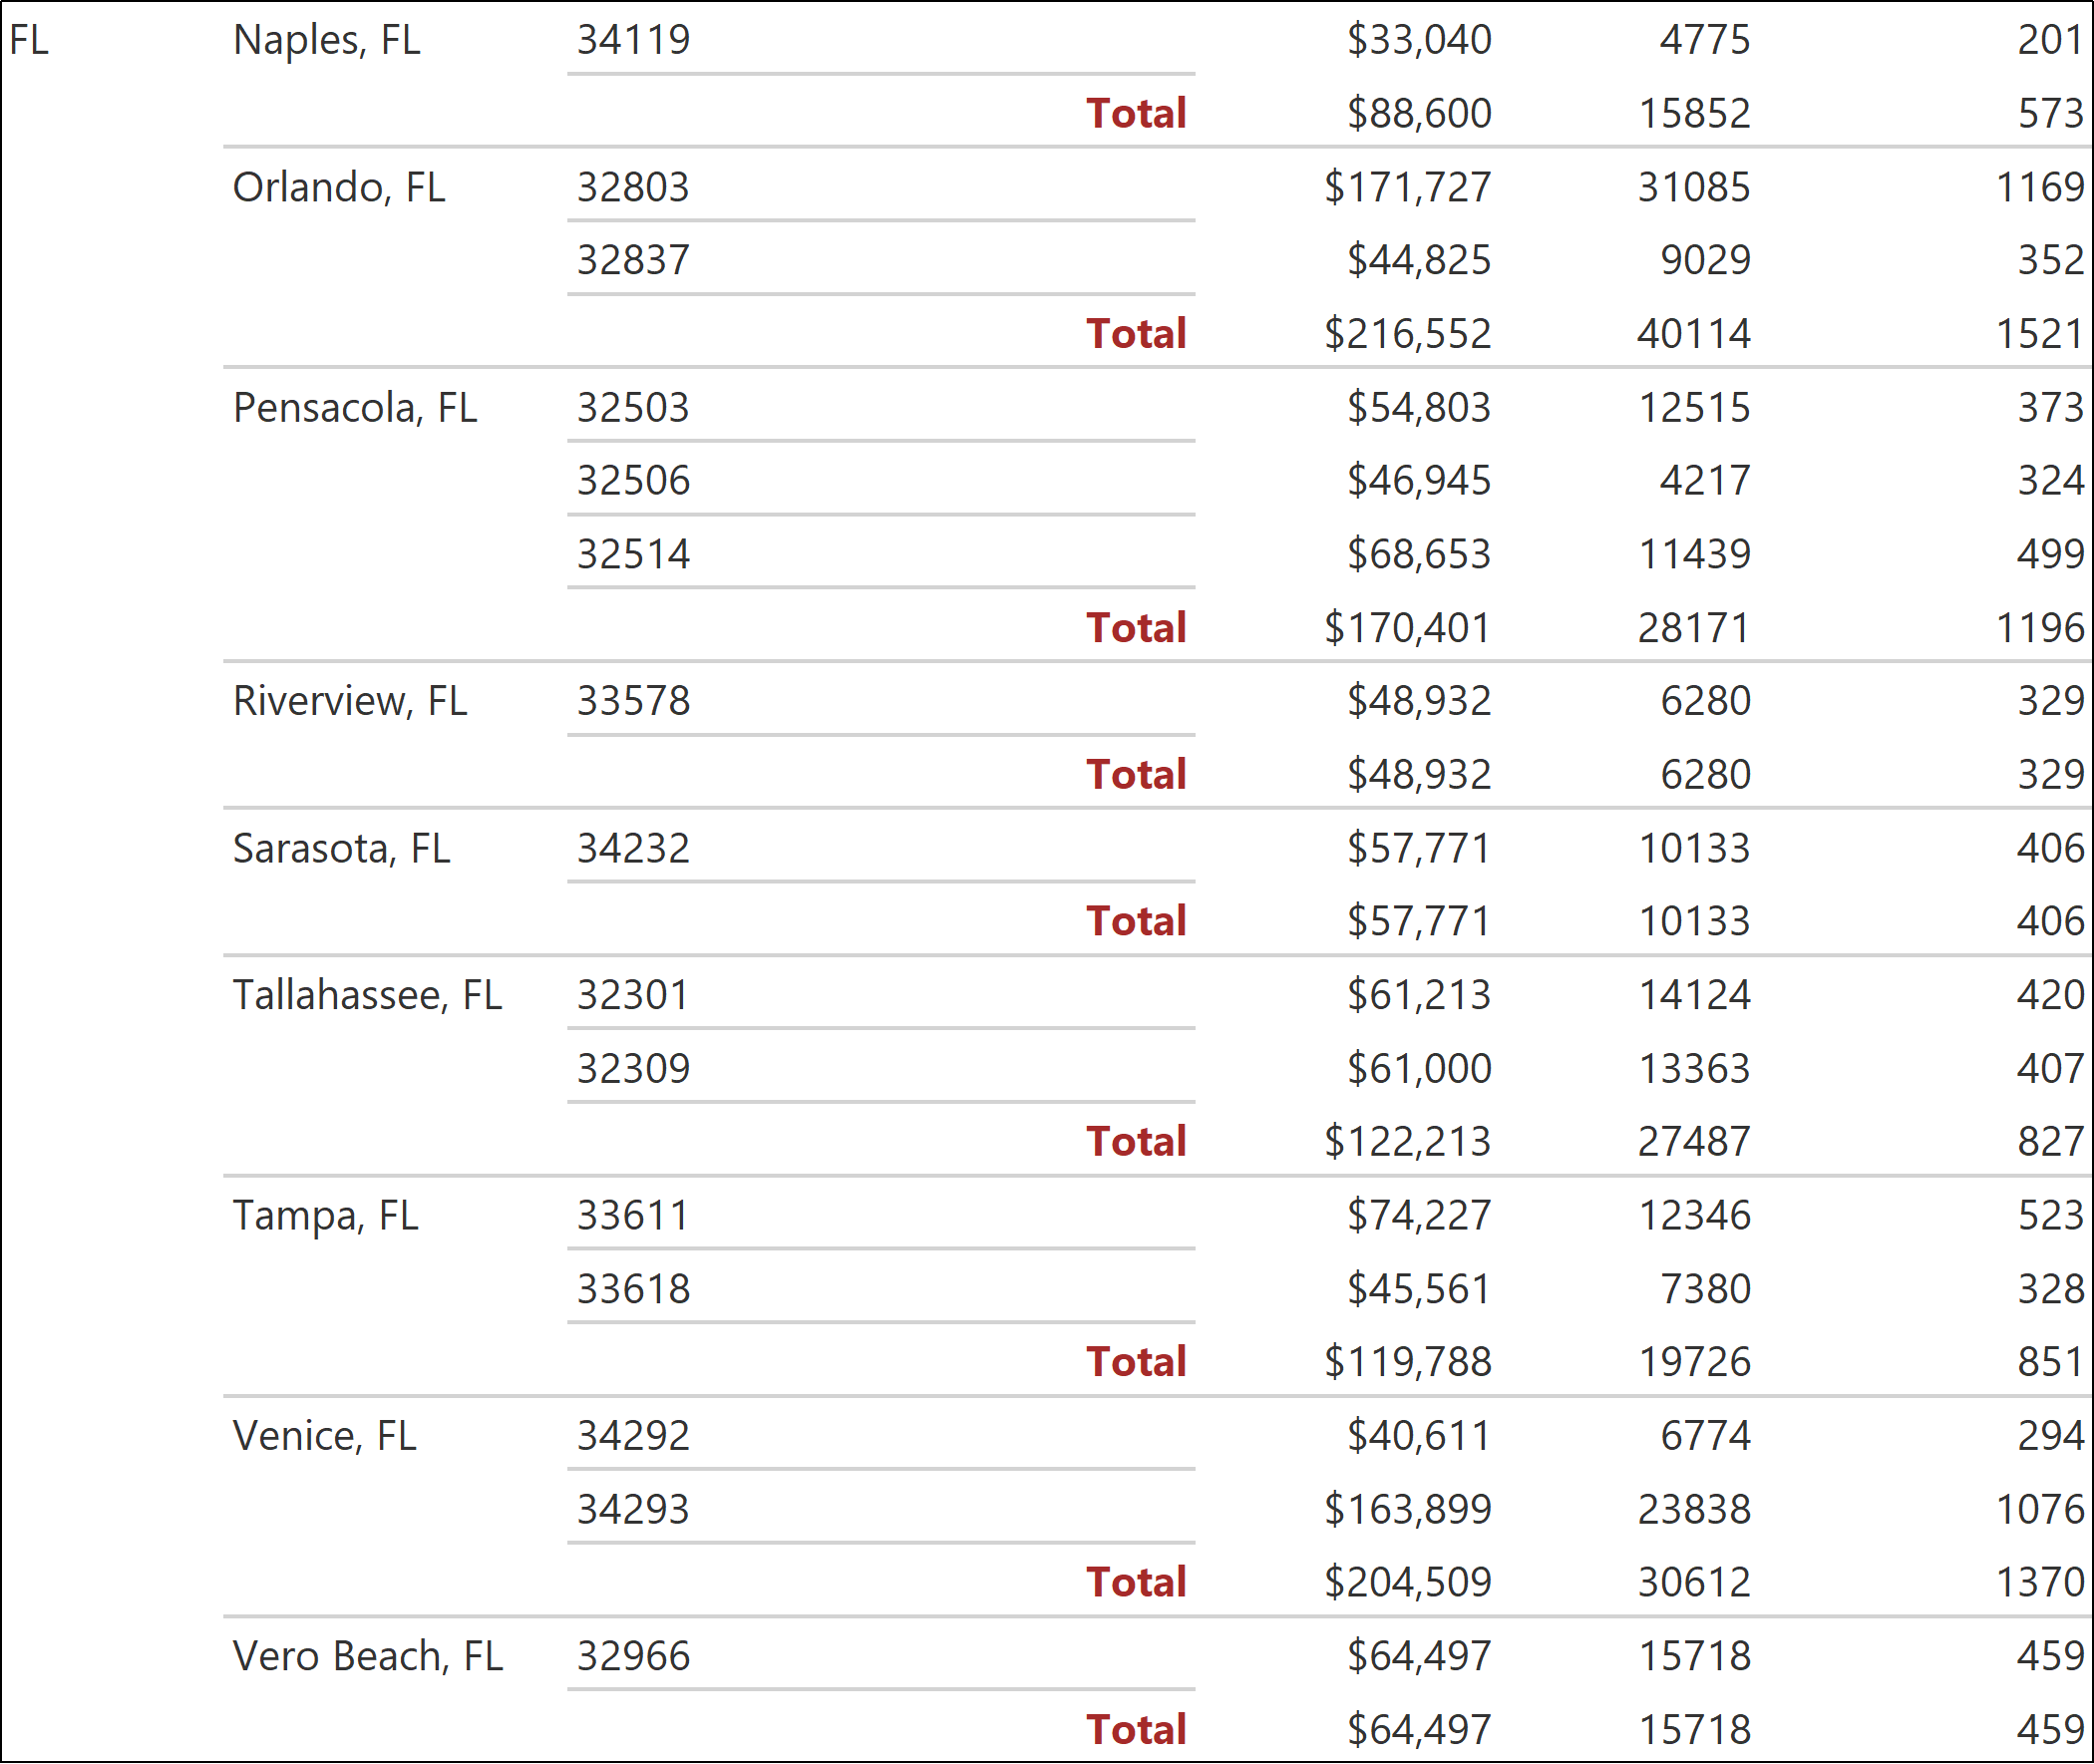 FL Naples, FL 34119 $33,040 4775 201
Total $88,600 15852 573
Orlando, FL 32803 $171,727 31085 1169
32837 $44,825 9029 352
Total $216,552 40114 1521
Pensacola, FL 32503 $54,803 12515 373
32506 $46,945 4217 324
32514 $68,653 11439 499
Total $170,401 28171 1196
Riverview, FL 33578 $48,932 6280 329
Total $48,932 6280 329
Sarasota, FL 34232 $57,771 10133 406
Total $57,771 10133 406
Tallahassee, FL 32301 $61,213 14124 420
32309 $61,000 13363 407
Total $122,213 27487 827
Tampa, FL 33611 $74,227 12346 523
33618 $45,561 7380 328
Total $119,788 19726 851
Venice, FL 34292 $40,611 6774 294
34293 $163,899 23838 1076
Total $204,509 30612 1370
Vero Beach, FL 32966 $64,497 15718 459
Total $64,497 15718 459